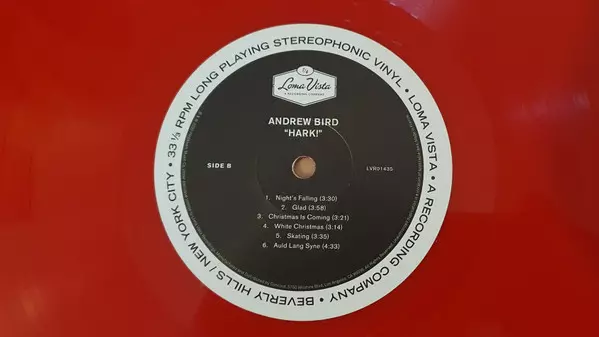 33 ⅓ RPM LONG PLAYING STEREOPHONIC VINYL • LOMA VISTA • A RECORDING COMPANY • BEVERLY HILLS / NEW YORK CITY •
Loma Vista
A RECORDING COMPANY
ANDREW BIRD
"HARK!"
SIDE B
LVR01435
1. Night's Falling (3:30)
2. Glad (3:58)
3. Christmas Is Coming (3:21)
4. White Christmas (3:14)
5. Skating (3:35)
6. Auld Lang Syne (4:33)